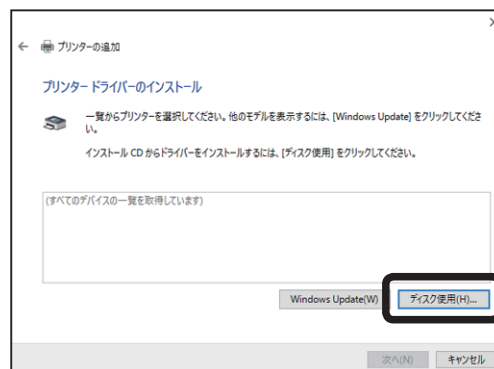 プリンターの追加
プリンター ドライバーのインストール
一覧からプリンターを選択してください。他のモデルを表示するには、[Windows Update] をクリックしてくださ
い。
インストール CD からドライバーをインストールするには、[ディスク使用] をクリックしてください。
(すべてのデバイスの一覧を取得しています)
Windows Update(W) ディスク使用(H)...
次へ(N) キャンセル